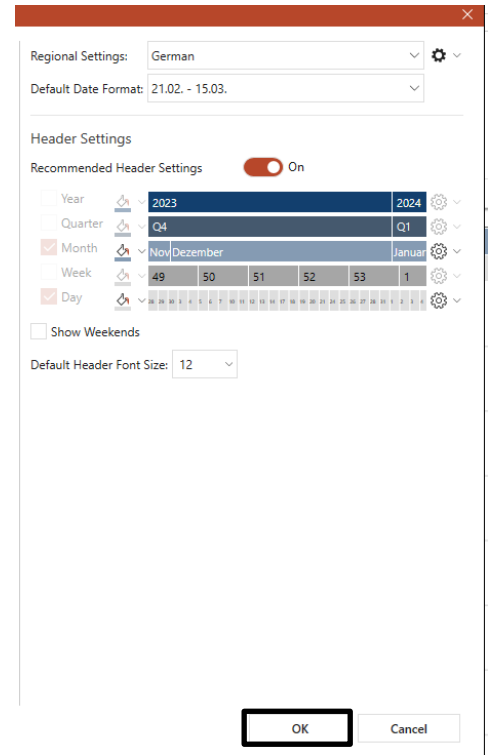 Regional Settings: German
Default Date Format: 21.02. - 15.03.
Header Settings
Recommended Header Settings On
Year 2023 2024
Quarter Q4 Q1
Month Nov Dezember Januar
Week 49 50 51 52 53 1
Day
Show Weekends
Default Header Font Size: 12
OK Cancel